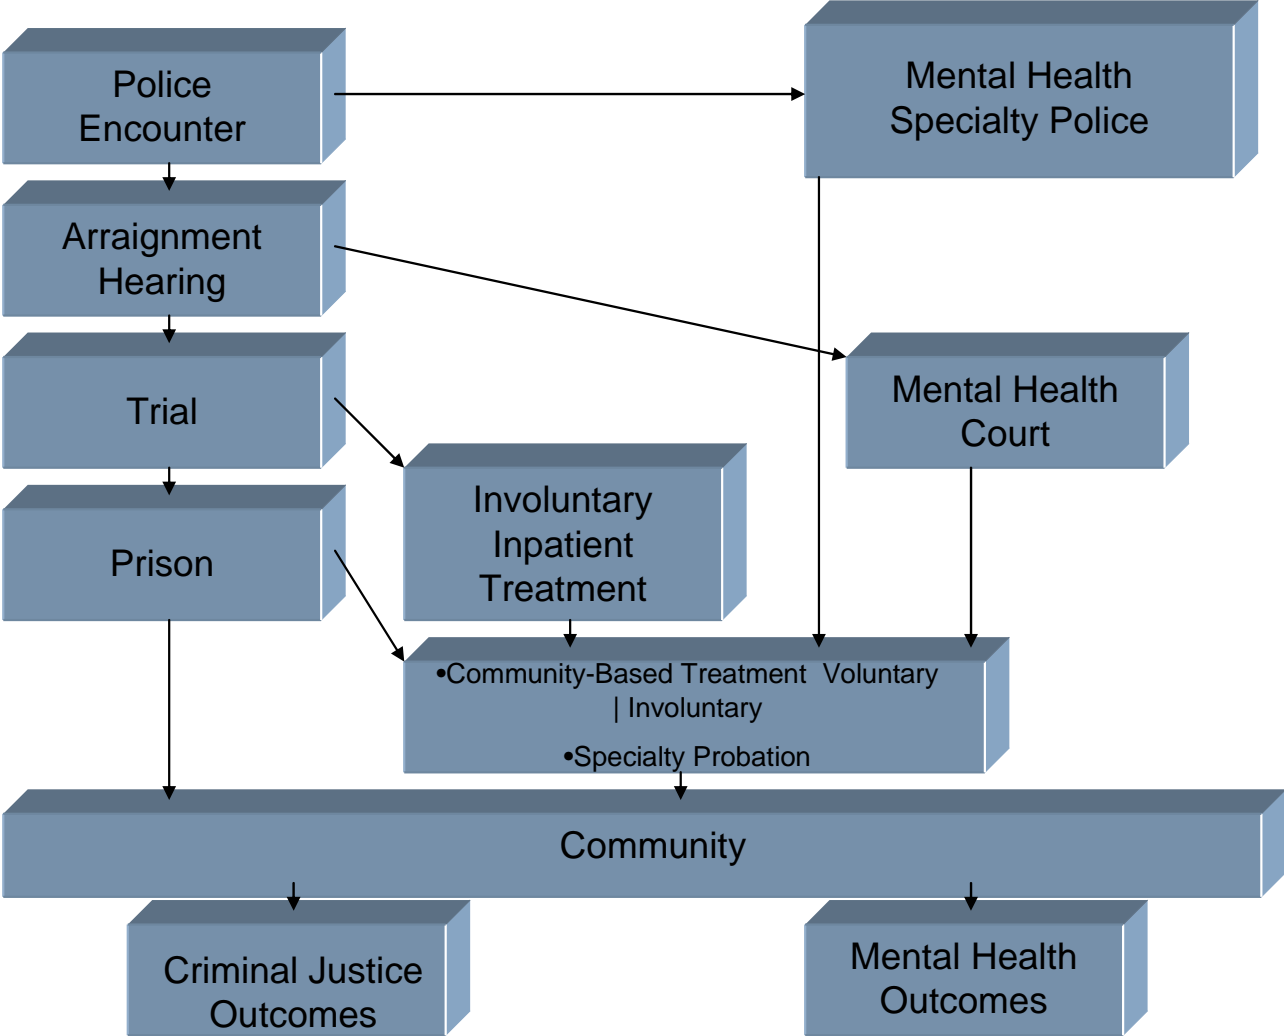 Police
Encounter
Mental Health
Specialty Police
Arraignment
Hearing
Trial
Mental Health
Court
Involuntary
Inpatient
Treatment
Prison
•Community-Based Treatment  Voluntary
| Involuntary
•Specialty Probation
Community
Criminal Justice
Outcomes
Mental Health
Outcomes